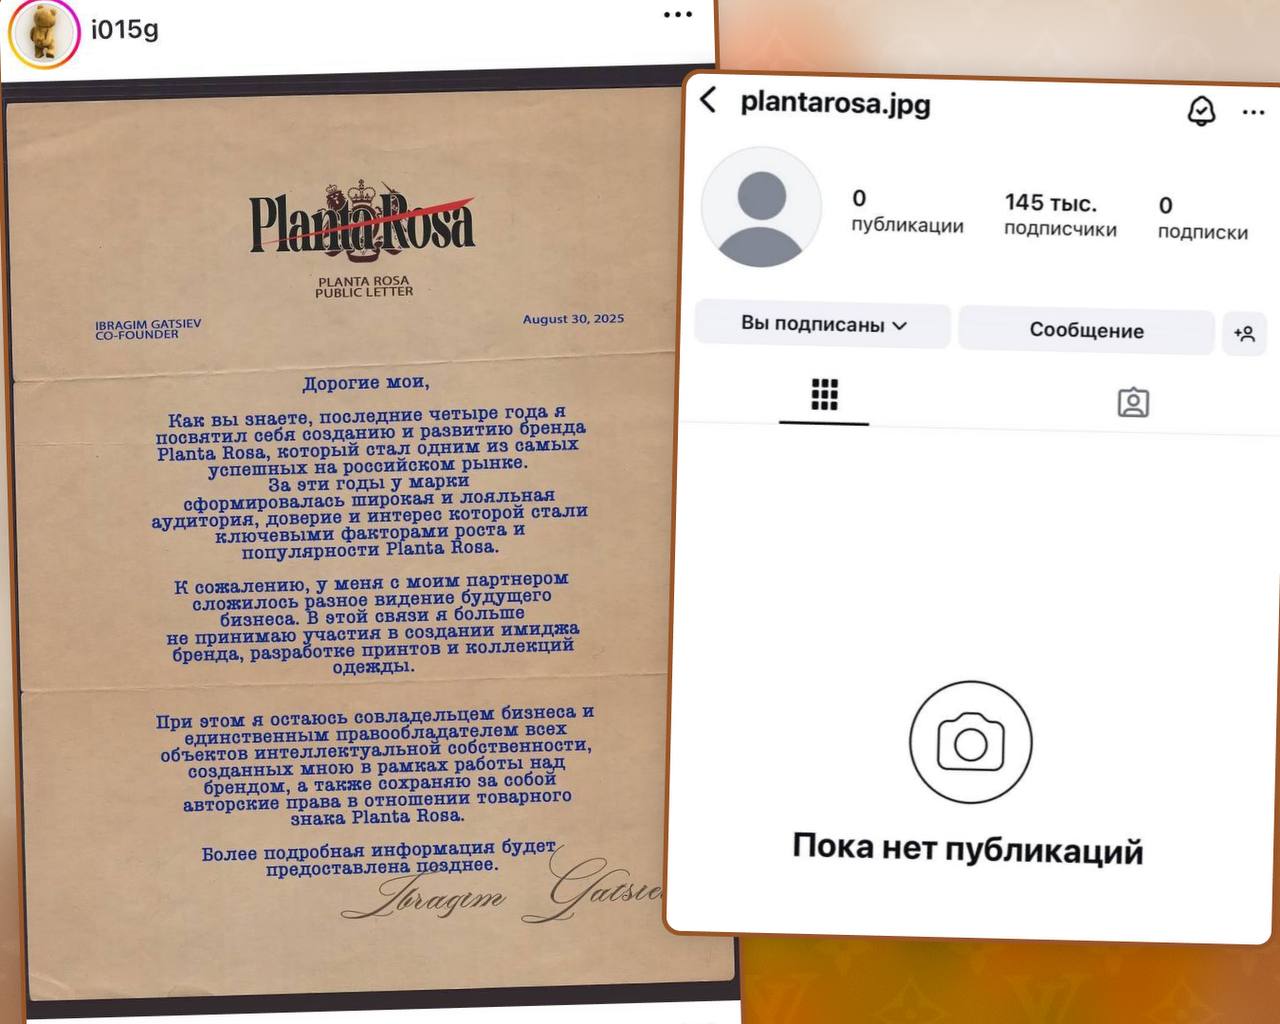 i015g
Planta Rosa
PLANTA ROSA
PUBLIC LETTER
IBRAGIM GATSIEV
CO-FOUNDER
August 30, 2025
Дорогие мои,
Как вы знаете, последние четыре года я
посвятил себя созданию и развитию бренда
Planta Rosa, который стал одним из самых
успешных на российском рынке.
За эти годы у марки
сформировалась широкая и лояльная
аудитория, доверие и интерес которой стали
ключевыми факторами роста и
популярности Planta Rosa.
К сожалению, у меня с моим партнером
сложилось разное видение будущего
бизнеса. В этой связи я больше
не принимаю участия в создании имиджа
бренда, разработке принтов и коллекций
одежды.
При этом я остаюсь совладельцем бизнеса и
единственным правообладателем всех
объектов интеллектуальной собственности,
созданных мною в рамках работы над
брендом, а также сохраняю за собой
авторские права в отношении товарного
знака Planta Rosa.
Более подробная информация будет
предоставлена позднее.
Ibragim Gatsie
plantarosa.jpg
0
публикации
145 тыс.
подписчики
0
подписки
Вы подписаны
Сообщение
Пока нет публикаций